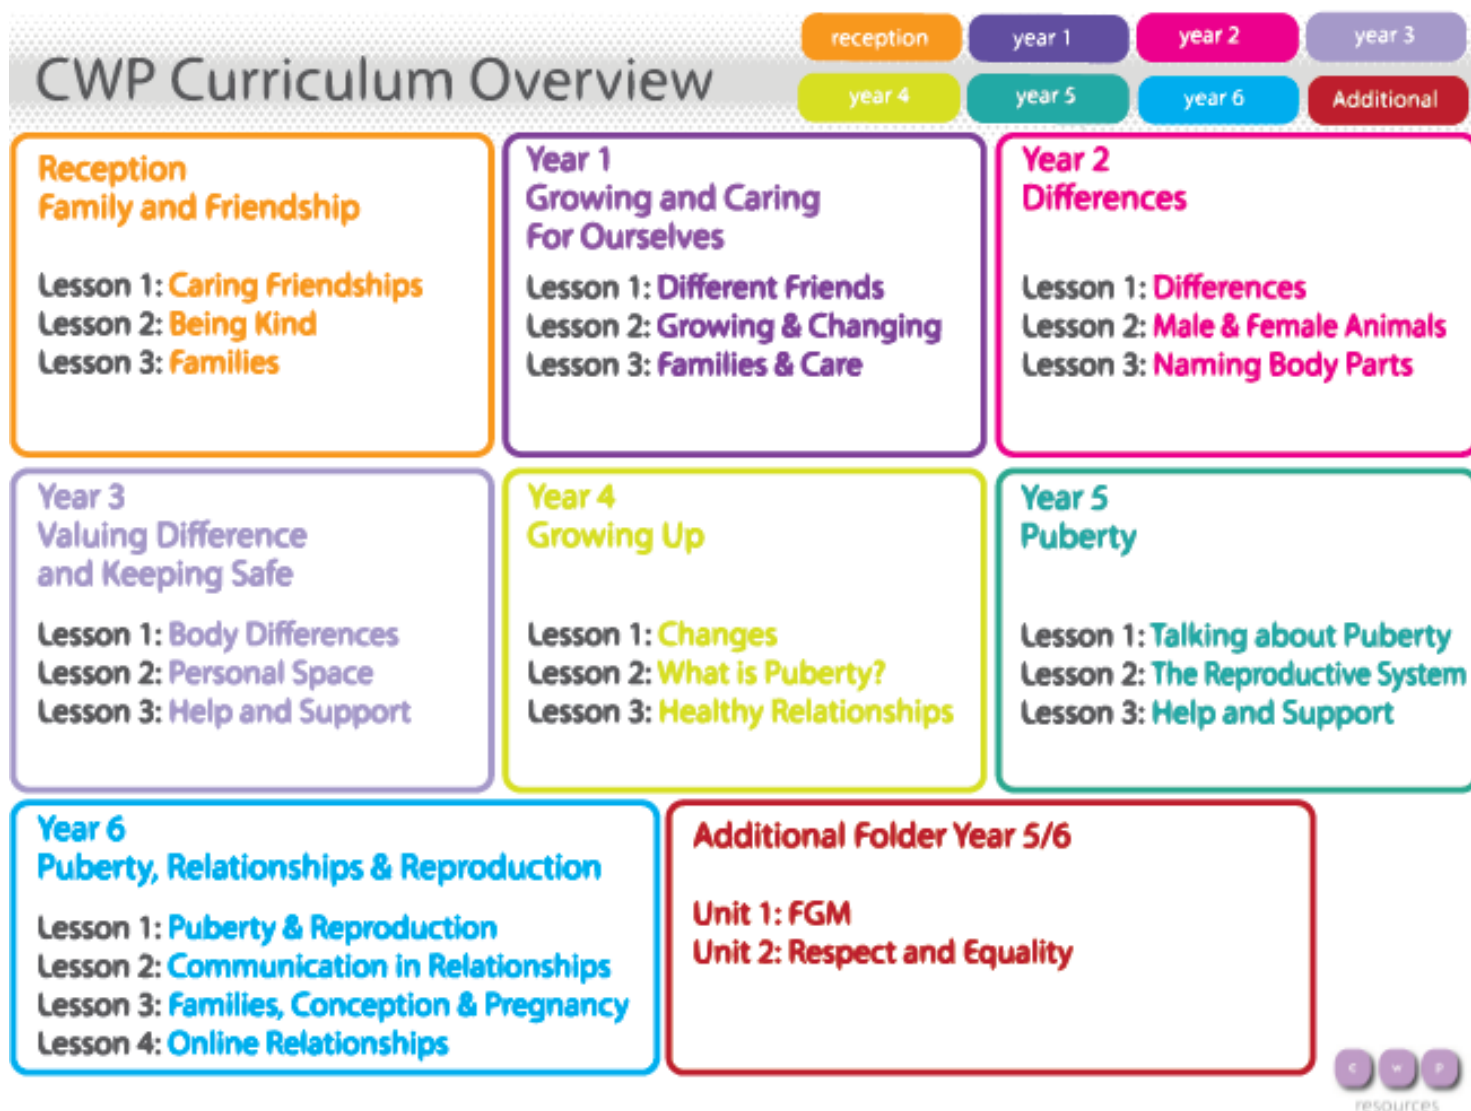 CWP Curriculum Overview
reception
year 1
year 2
year 3
year 4
year 5
year 6
Additional
Reception
Family and Friendship
Lesson 1: Caring Friendships
Lesson 2: Being Kind
Lesson 3: Families
Year 1
Growing and Caring
For Ourselves
Lesson 1: Different Friends
Lesson 2: Growing & Changing
Lesson 3: Families & Care
Year 2
Differences
Lesson 1: Differences
Lesson 2: Male & Female Animals
Lesson 3: Naming Body Parts
Year 3
Valuing Difference
and Keeping Safe
Lesson 1: Body Differences
Lesson 2: Personal Space
Lesson 3: Help and Support
Year 4
Growing Up
Lesson 1: Changes
Lesson 2: What is Puberty?
Lesson 3: Healthy Relationships
Year 5
Puberty
Lesson 1: Talking about Puberty
Lesson 2: The Reproductive System
Lesson 3: Help and Support
Year 6
Puberty, Relationships & Reproduction
Lesson 1: Puberty & Reproduction
Lesson 2: Communication in Relationships
Lesson 3: Families, Conception & Pregnancy
Lesson 4: Online Relationships
Additional Folder Year 5/6
Unit 1: FGM
Unit 2: Respect and Equality
c w p
resources